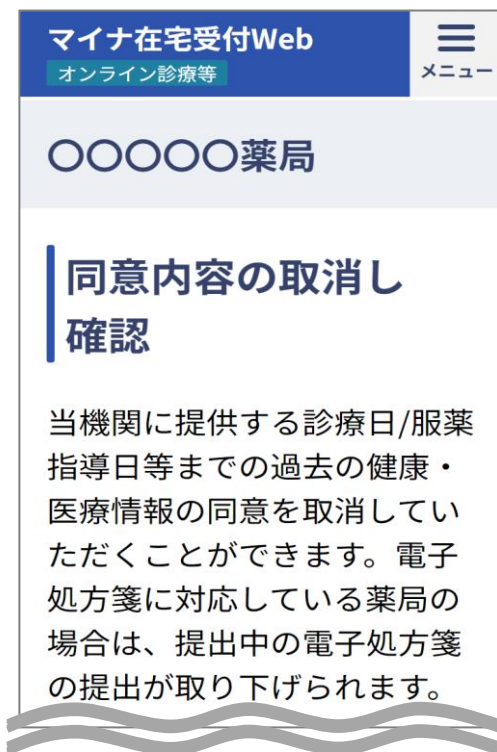 マイナ在宅受付Web
オンライン診療等
メニュー
〇〇〇〇〇薬局
同意内容の取消し
確認
当機関に提供する診療日/服薬
指導日等までの過去の健康・
医療情報の同意を取消してい
ただくことができます。電子
処方箋に対応している薬局の
場合は、提出中の電子処方箋
の提出が取り下げられます。